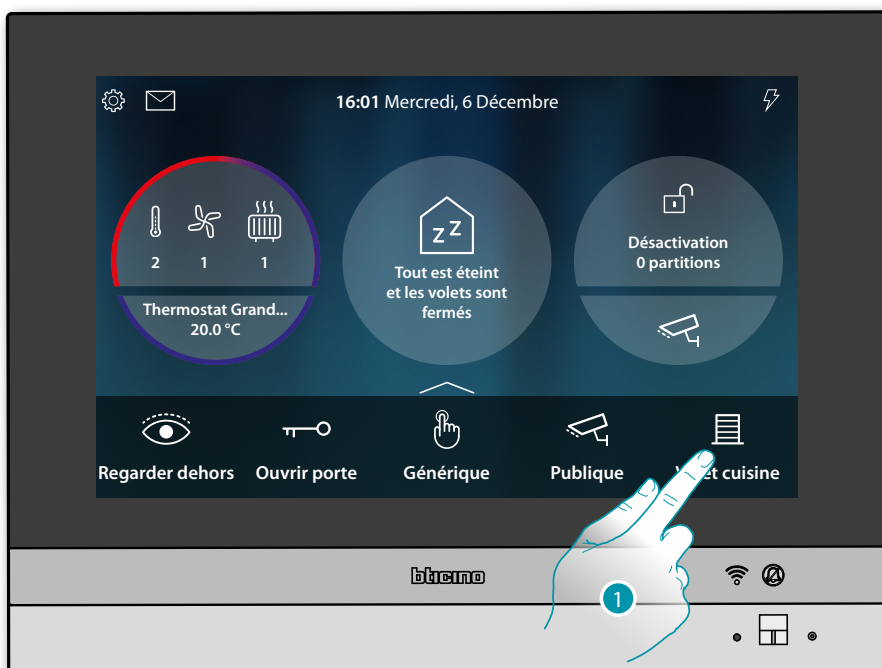 16:01 Mercredi, 6 Décembre
2 1 1
Thermostat Grand...
20.0 °C
zz
Tout est éteint
et les volets sont
fermés
Désactivation
0 partitions
Regarder dehors Ouvrir porte Générique Publique cuisine
bticino
1